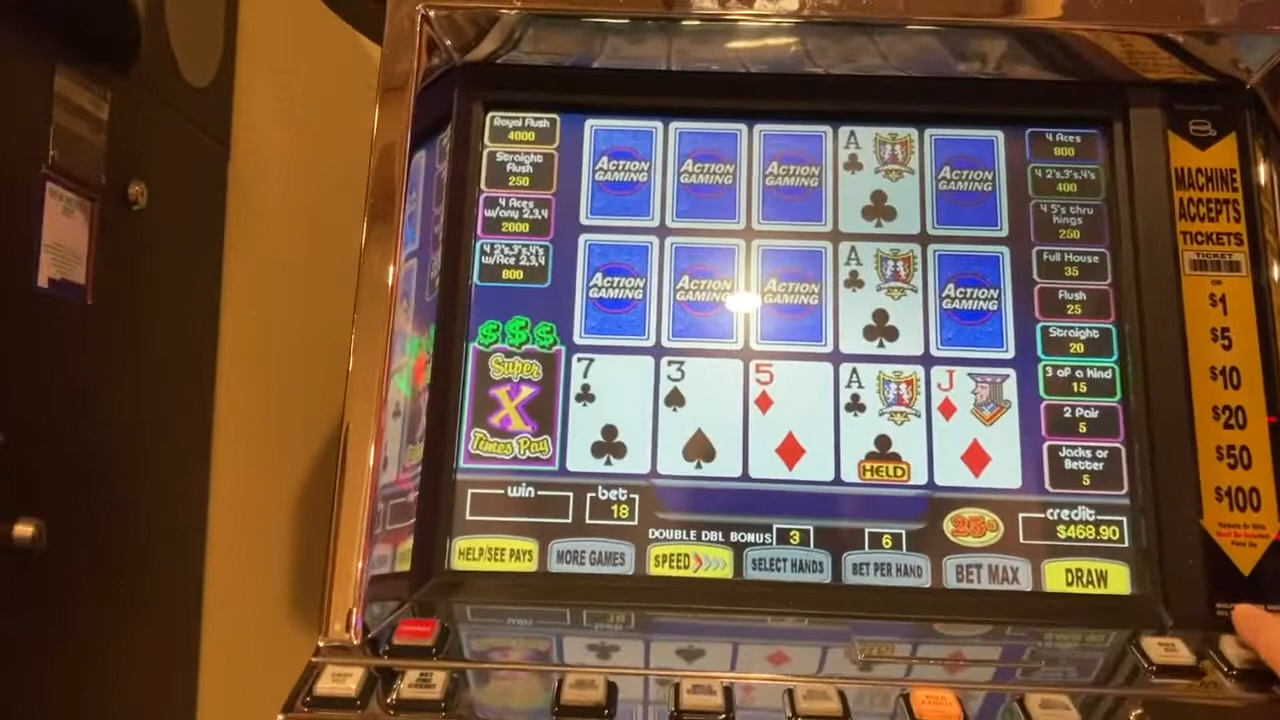 Royal Flush
4000
Straight
Flush
250
4 Aces
w/any 2,3,4
2000
4 2's,3's,4's
w/Ace 2,3,4
800
$$$
Super
X
Times Pay
ACTION
GAMING
ACTION
GAMING
ACTION
GAMING
A
ACTION
GAMING
ACTION
GAMING
ACTION
GAMING
ACTION
GAMING
A
ACTION
GAMING
7
3
5
A
HELD
J
4 Aces
800
4 2's,3's,4's
400
4 5's thru
kings
250
Full House
35
Flush
25
Straight
20
3 of a kind
15
2 Pair
5
Jacks or
Better
5
win
bet
18
DOUBLE DBL BONUS
3
6
25¢
credit
$468.90
HELP/SEE PAYS
MORE GAMES
SPEED
SELECT HANDS
BET PER HAND
BET MAX
DRAW
MACHINE
ACCEPTS
TICKETS
TICKET
OR
$1
$5
$10
$20
$50
$100